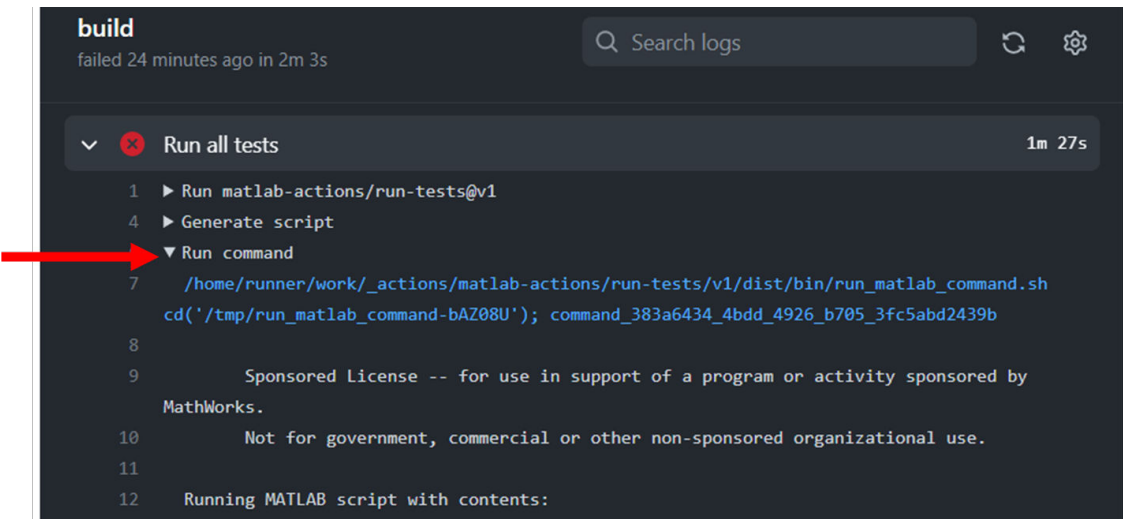 build
Search logs
failed 24 minutes ago in 2m 3s
Run all tests 1m 27s
1 ▶ Run matlab-actions/run-tests@v1
4 ▶ Generate script
▼ Run command
7 /home/runner/work/_actions/matlab-actions/run-tests/v1/dist/bin/run_matlab_command.sh
cd('/tmp/run_matlab_command-bAZ08U'); command_383a6434_4bdd_4926_b705_3fc5abd2439b
8
9 Sponsored License -- for use in support of a program or activity sponsored by
MathWorks.
10 Not for government, commercial or other non-sponsored organizational use.
11
12 Running MATLAB script with contents: